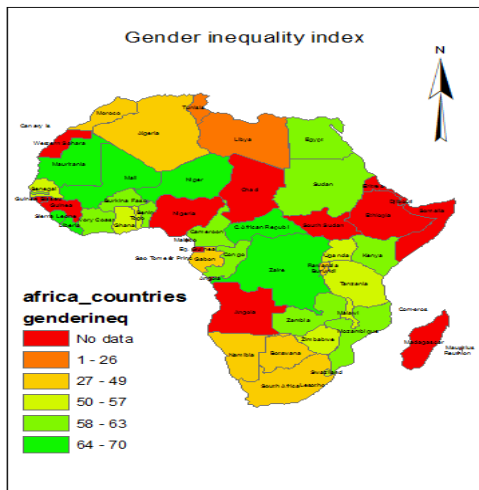 Gender inequality index
N
Tunisia
Morocco
Canary Is
Algeria
Libya
Egypt
Western Sahara
Mauritania
Mali
Niger
Chad
Sudan
Eritrea
Djibouti
Somalia
Senegal
Guinea Bissau
Guinea
Burkina Faso
Benin
Nigeria
Ethiopia
Sierra Leone
Ivory Coast
Togo
Ghana
Liberia
Cameroon
C.African Republ
South Sudan
Malabo
Eq. Guinea
Sao Tome dr Princ
Gabon
Congo
Uganda
Kenya
Rwanda
Burundi
Zaire
Tanzania
Angola
Angola
Comoros
Malawi
Zambia
Mozambique
Zimbabwe
Madagascar
Mauritius
Reunion
Namibia
Swaziland
South Africa
Lesotho
africa_countries
genderineq
No data
1 - 26
27 - 49
50 - 57
58 - 63
64 - 70